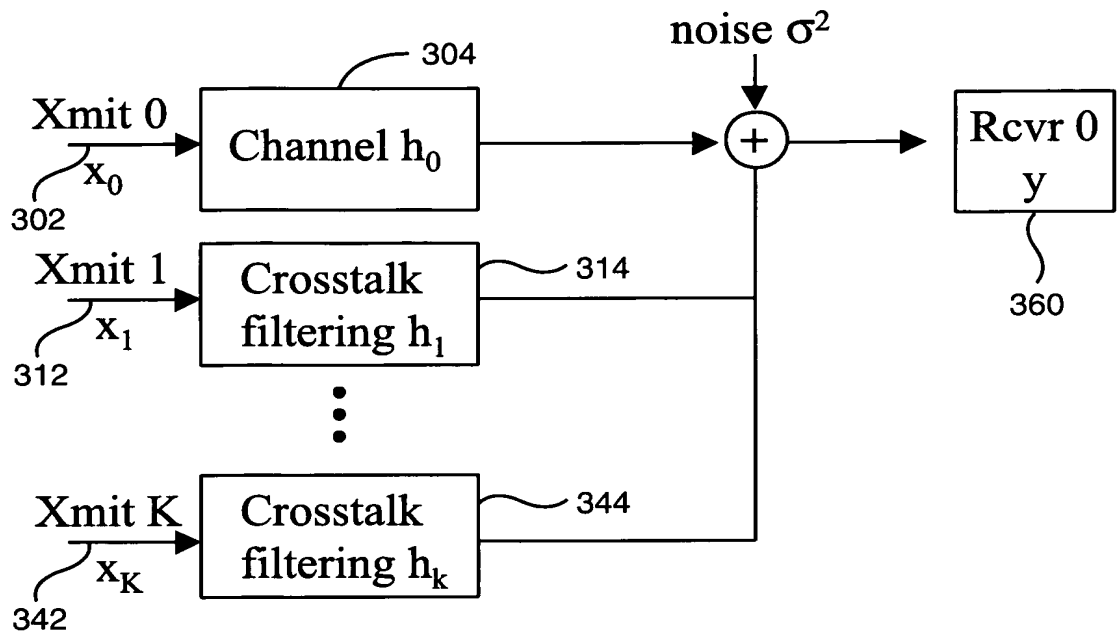 noise σ²
304
Xmit 0
x₀
302
Channel h₀
+
Rcvr 0
y
360
Xmit 1
x₁
312
Crosstalk
filtering h₁
314
Xmit K
x_K
342
Crosstalk
filtering hₖ
344